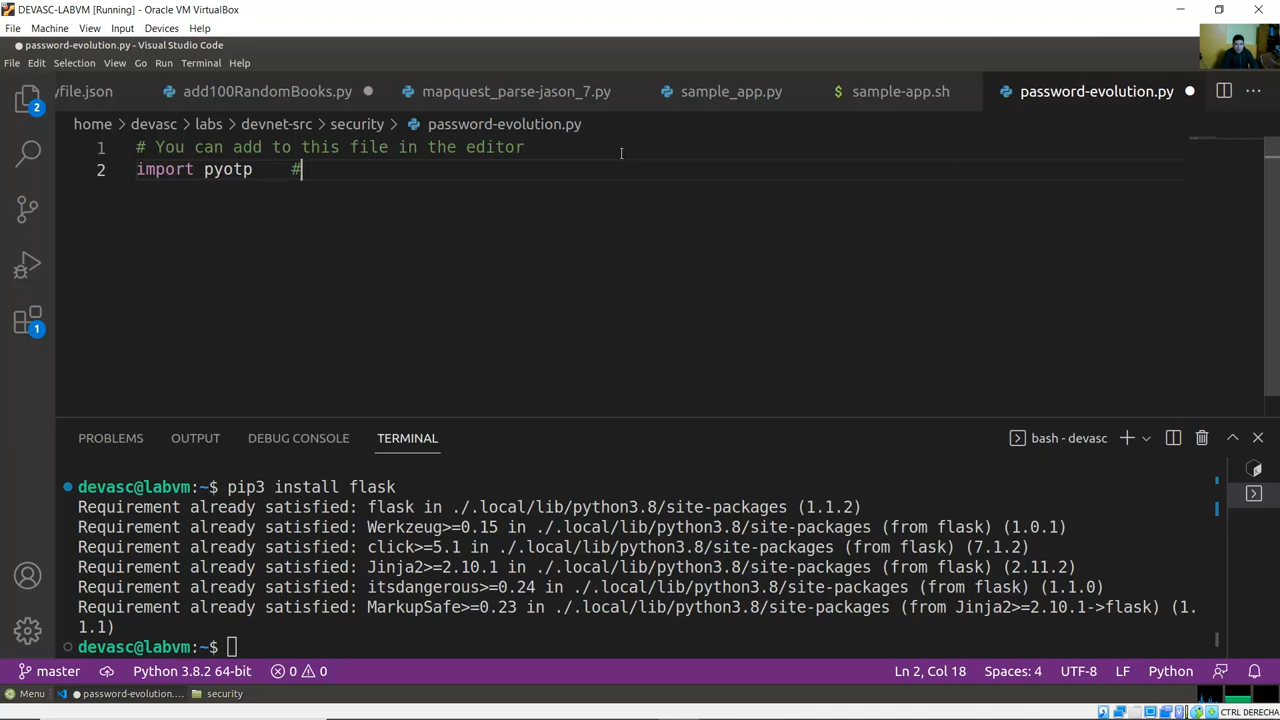 DEVASC-LABVM [Running] - Oracle VM VirtualBox
File Machine View Input Devices Help
password-evolution.py - Visual Studio Code
File Edit Selection View Go Run Terminal Help
yfile.json add100RandomBooks.py mapquest_parse-jason_7.py sample_app.py $ sample-app.sh password-evolution.py
home > devasc > labs > devnet-src > security > password-evolution.py
1 # You can add to this file in the editor
2 import pyotp #
2
1
PROBLEMS OUTPUT DEBUG CONSOLE TERMINAL bash - devasc
devasc@labvm:~$ pip3 install flask
Requirement already satisfied: flask in ./.local/lib/python3.8/site-packages (1.1.2)
Requirement already satisfied: Werkzeug>=0.15 in ./.local/lib/python3.8/site-packages (from flask) (1.0.1)
Requirement already satisfied: click>=5.1 in ./.local/lib/python3.8/site-packages (from flask) (7.1.2)
Requirement already satisfied: Jinja2>=2.10.1 in ./.local/lib/python3.8/site-packages (from flask) (2.11.2)
Requirement already satisfied: itsdangerous>=0.24 in ./.local/lib/python3.8/site-packages (from flask) (1.1.0)
Requirement already satisfied: MarkupSafe>=0.23 in ./.local/lib/python3.8/site-packages (from Jinja2>=2.10.1->flask) (1.
1.1)
devasc@labvm:~$
master Python 3.8.2 64-bit 0 0 Ln 2, Col 18 Spaces: 4 UTF-8 LF Python
Menu password-evolution.... security
CTRL DERECHA